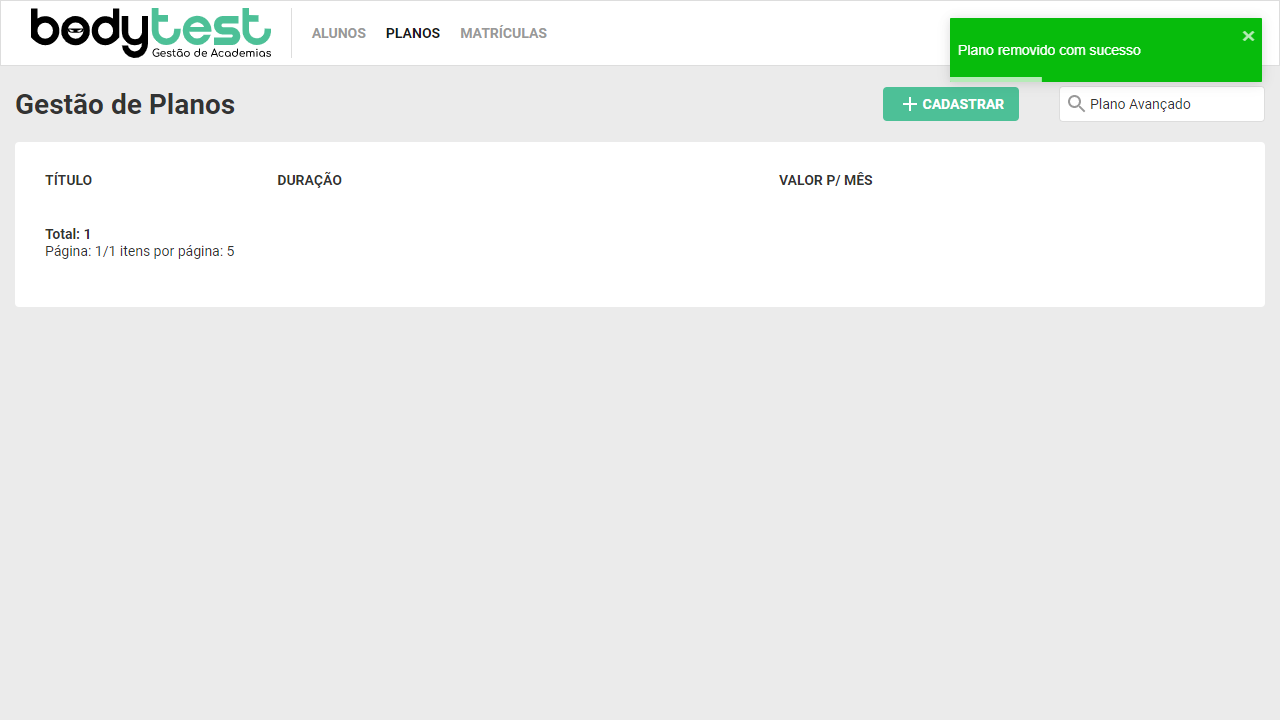 bodytest
Gestão de Academias
ALUNOS
PLANOS
MATRÍCULAS
Plano removido com sucesso
Gestão de Planos
CADASTRAR
Plano Avançado
TÍTULO
DURAÇÃO
VALOR P/ MÊS
Total: 1
Página: 1/1 itens por página: 5